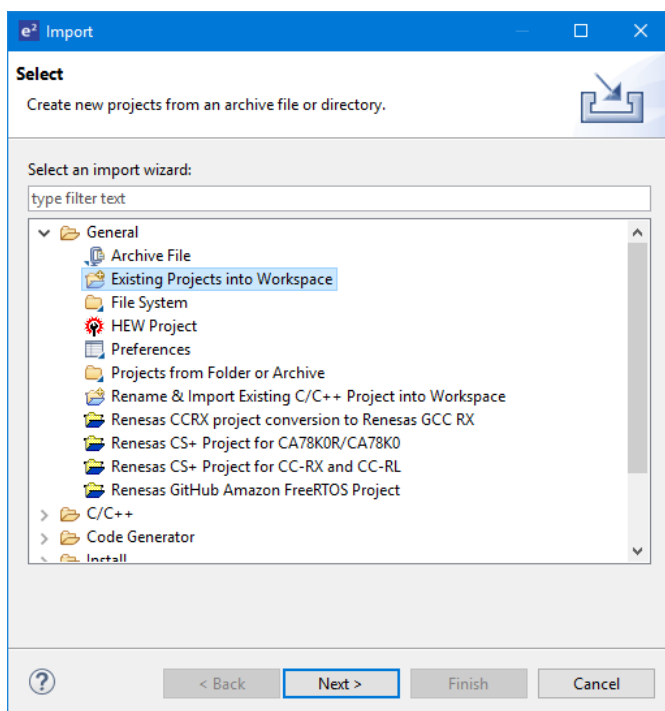 e² Import
Select
Create new projects from an archive file or directory.
Select an import wizard:
type filter text
General
Archive File
Existing Projects into Workspace
File System
HEW Project
Preferences
Projects from Folder or Archive
Rename & Import Existing C/C++ Project into Workspace
Renesas CCRX project conversion to Renesas GCC RX
Renesas CS+ Project for CA78K0R/CA78K0
Renesas CS+ Project for CC-RX and CC-RL
Renesas GitHub Amazon FreeRTOS Project
C/C++
Code Generator
Install
? < Back Next > Finish Cancel